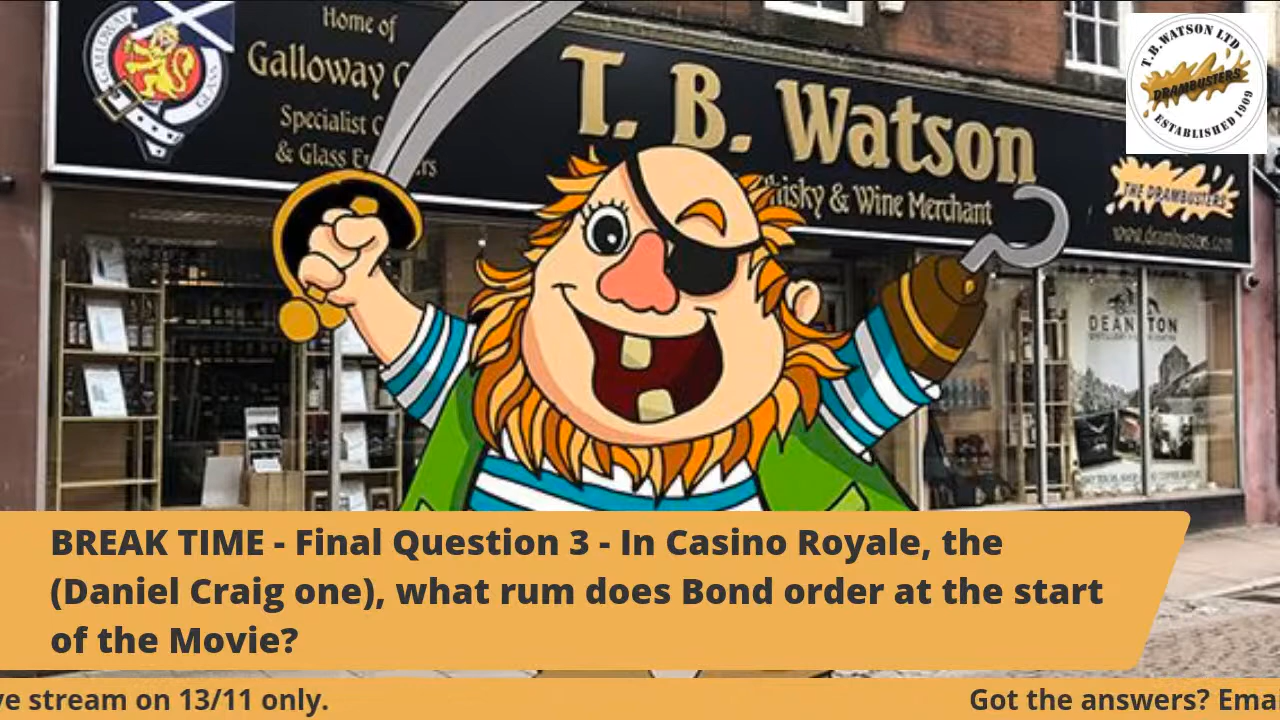 Home of
Galloway
Specialist
& Glass
GALLOWAY
GLASS
T. B. Watson
Whisky & Wine Merchant
THE DRAMBUSTERS
www.drambusters.com
T.B.WATSON LTD
DRAMBUSTERS
ESTABLISHED 1909
DEANSTON
BREAK TIME - Final Question 3 - In Casino Royale, the
(Daniel Craig one), what rum does Bond order at the start
of the Movie?
ve stream on 13/11 only.
Got the answers? Emai